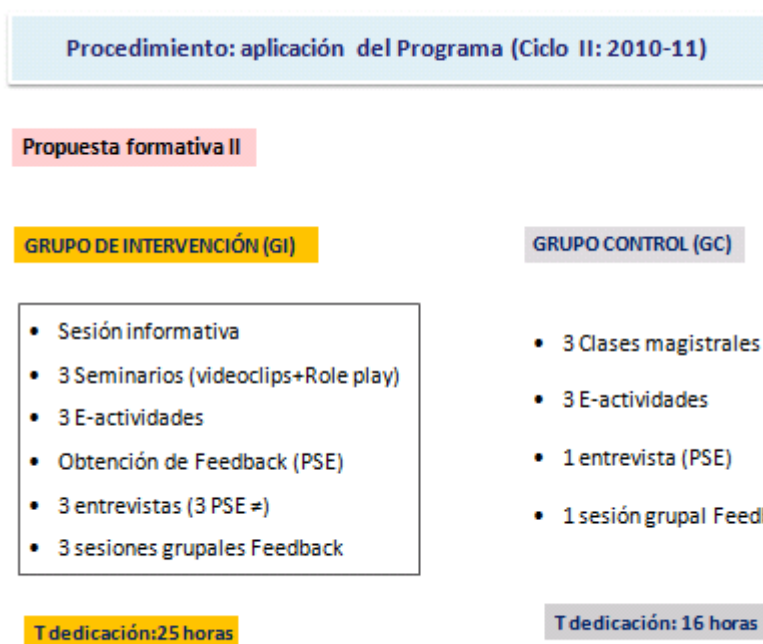 Procedimiento: aplicación del Programa (Ciclo II: 2010-11)
Propuesta formativa II
GRUPO DE INTERVENCIÓN (GI)
• Sesión informativa
• 3 Seminarios (videoclips+Role play)
• 3 E-actividades
• Obtención de Feedback (PSE)
• 3 entrevistas (3 PSE ≠)
• 3 sesiones grupales Feedback
T dedicación:25 horas
GRUPO CONTROL (GC)
• 3 Clases magistrales
• 3 E-actividades
• 1 entrevista (PSE)
• 1 sesión grupal
T dedicación: 16 horas